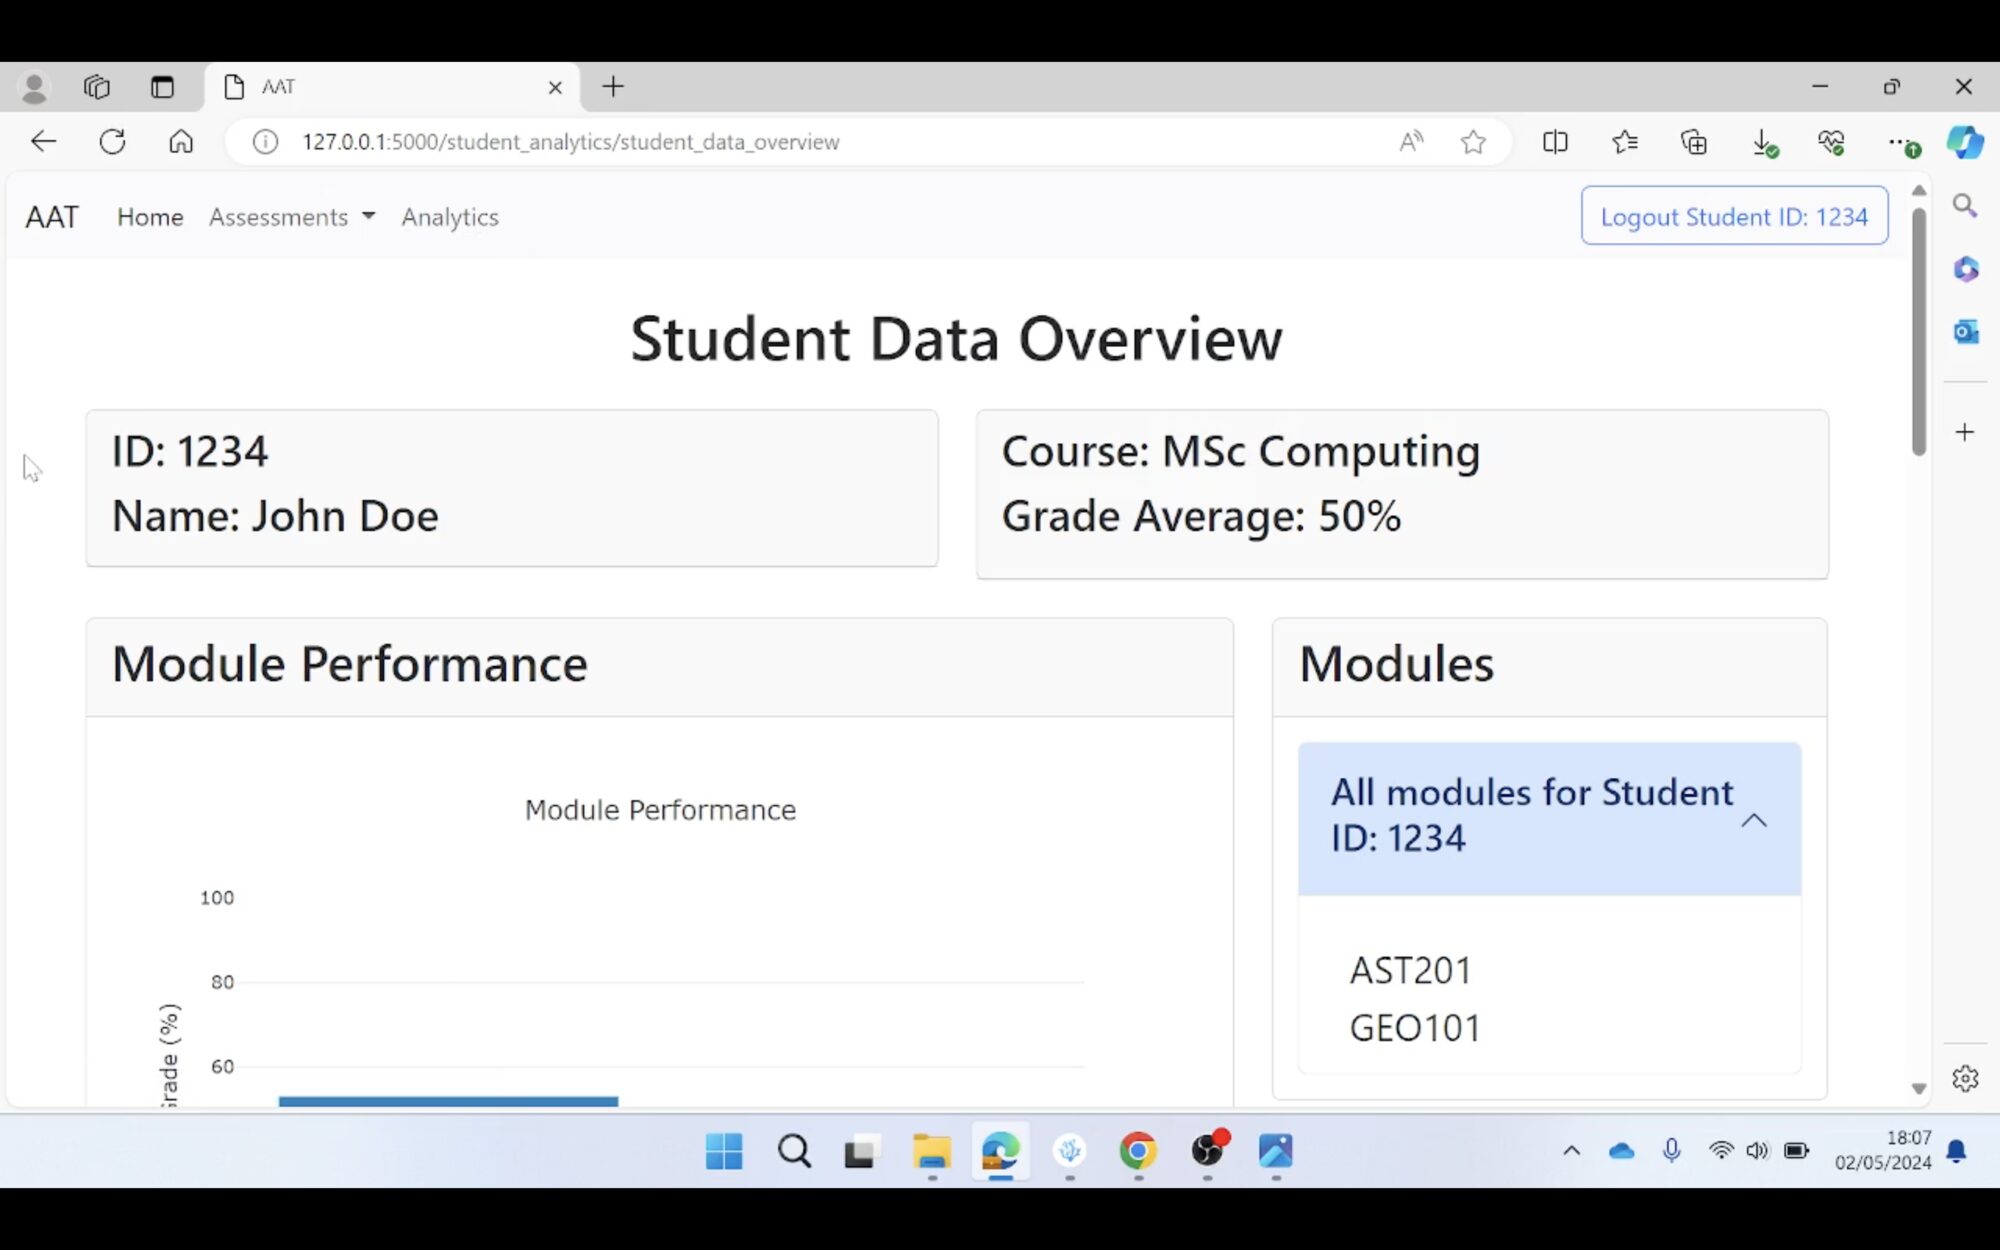 AAT
127.0.0.1:5000/student_analytics/student_data_overview
AAT Home Assessments Analytics
Logout Student ID: 1234
Student Data Overview
ID: 1234
Name: John Doe
Course: MSc Computing
Grade Average: 50%
Module Performance
Modules
Module Performance
All modules for Student
ID: 1234
AST201
GEO101
100
80
60
18:07
02/05/2024